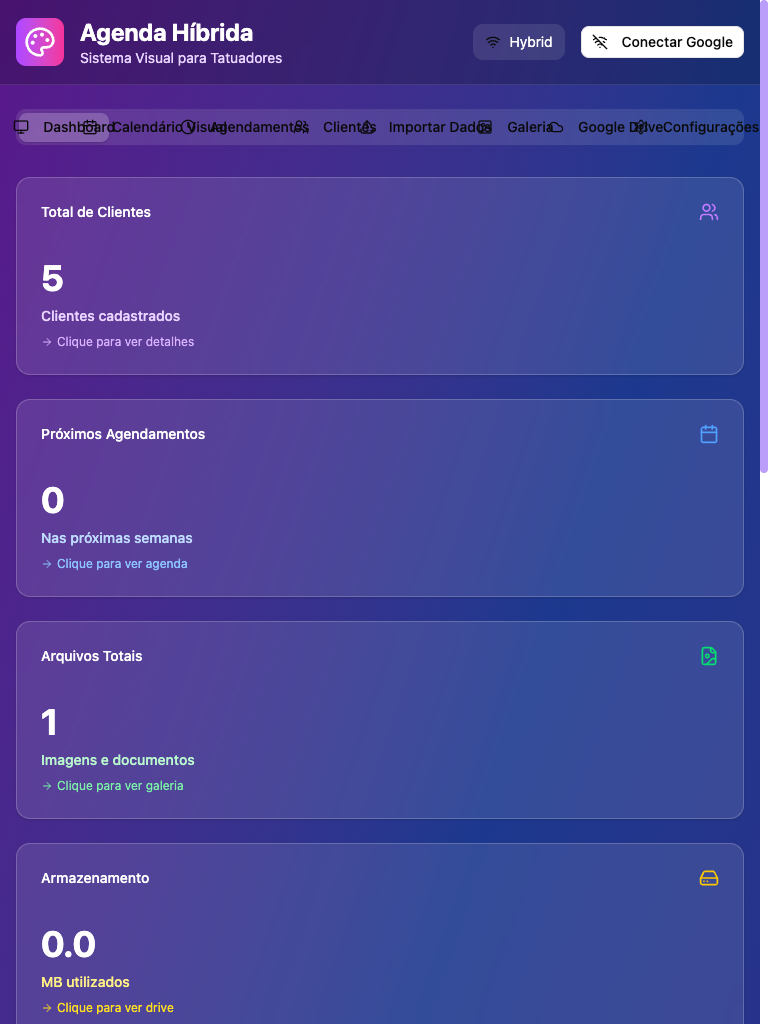 Agenda Híbrida
Sistema Visual para Tatuadores
Hybrid
Conectar Google
Dashboard Calendário Visual Agendamentos Clientes Importar Dados Galeria Google Drive Configurações
Total de Clientes
5
Clientes cadastrados
→ Clique para ver detalhes
Próximos Agendamentos
0
Nas próximas semanas
→ Clique para ver agenda
Arquivos Totais
1
Imagens e documentos
→ Clique para ver galeria
Armazenamento
0.0
MB utilizados
→ Clique para ver drive